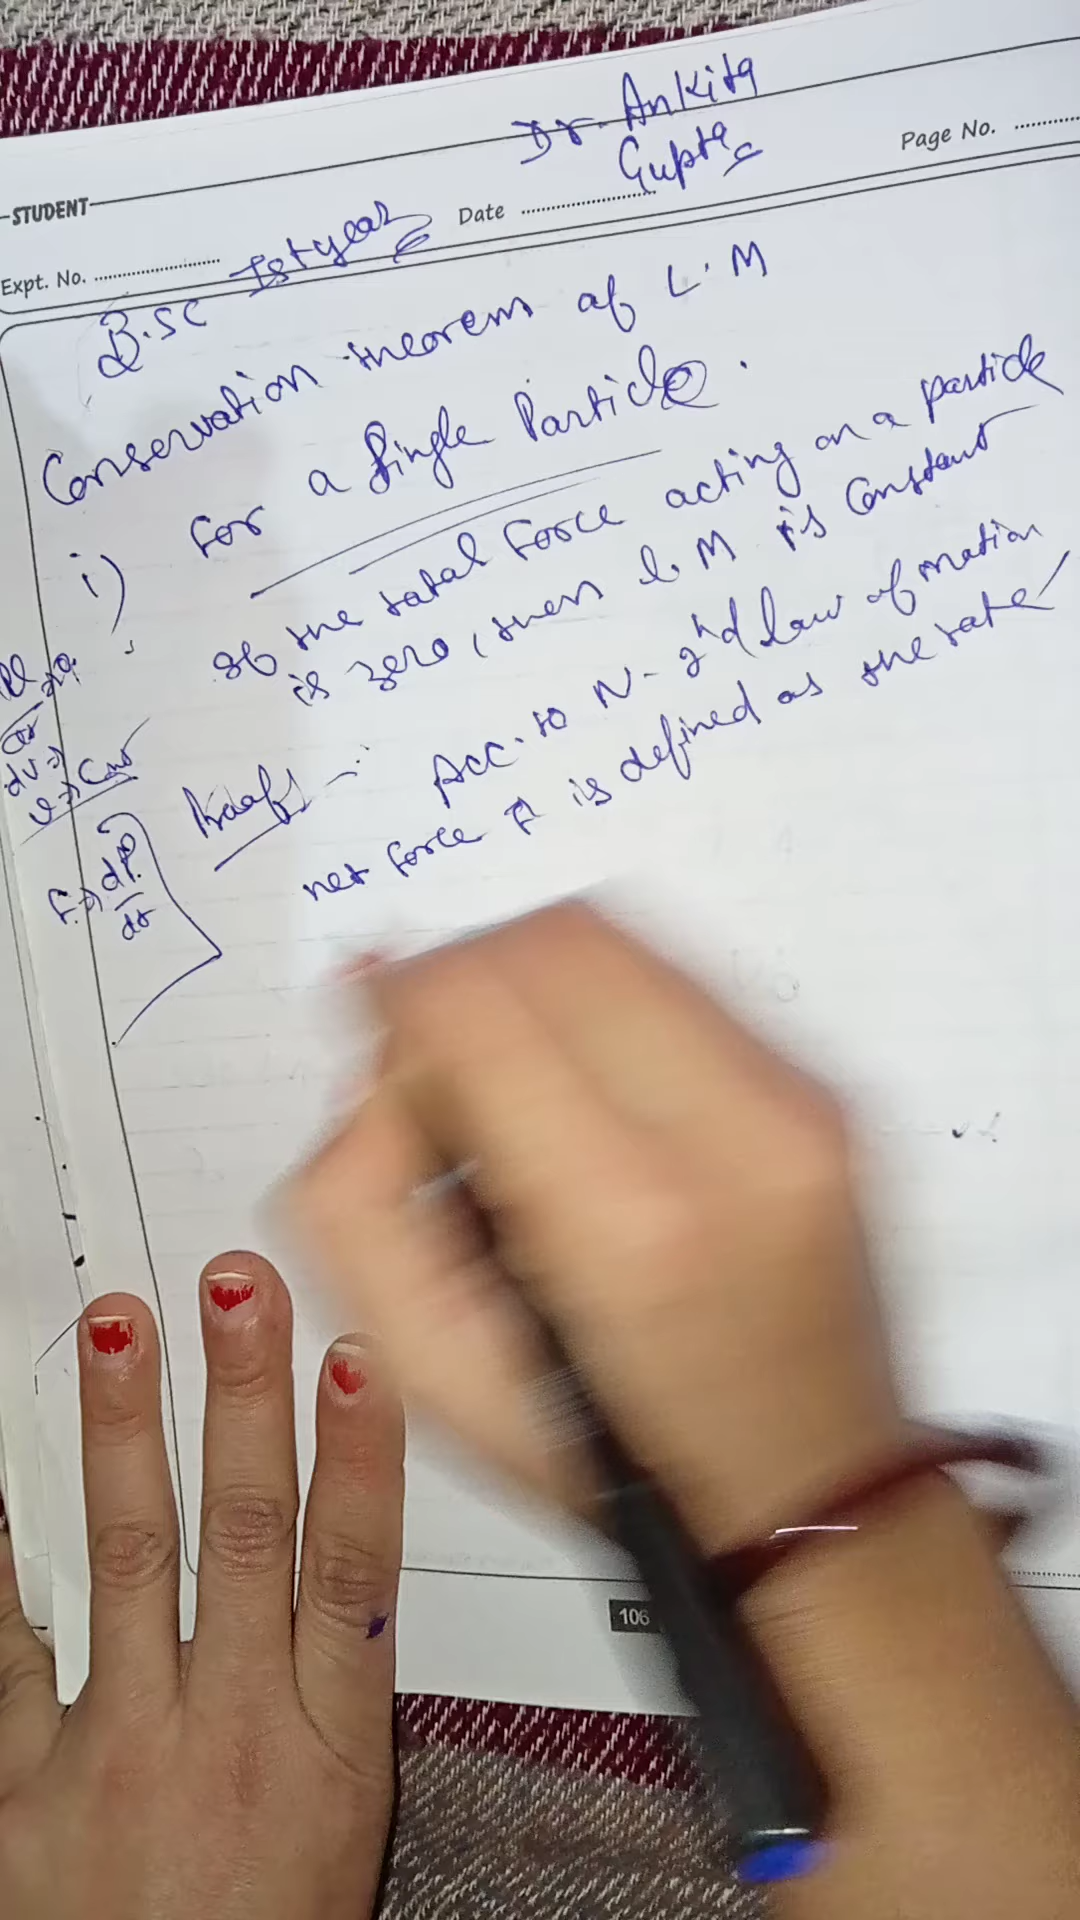 Dr. Ankita
Gupta
STUDENT
Page No.
Date
Expt. No.
B.Sc Ist year
Conservation theorem of L.M
i) For a Single Particle.
If the total force acting on a particle
is zero, then L.M is Constant
Proof :- Acc. to N- 2nd law of motion
net force F is defined as the rate
dv
F dP
dt
106